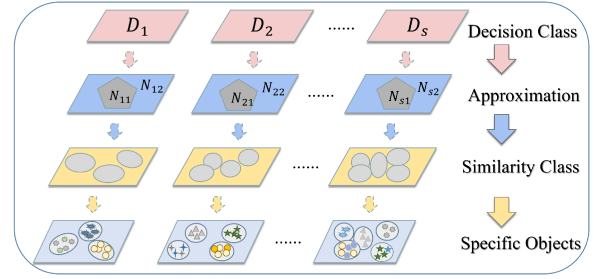 D₁ D₂ ...... Dₛ Decision Class
N₁₁ N₁₂ N₂₁ N₂₂ ...... Nₛ₁ Nₛ₂ Approximation
...... Similarity Class
...... Specific Objects